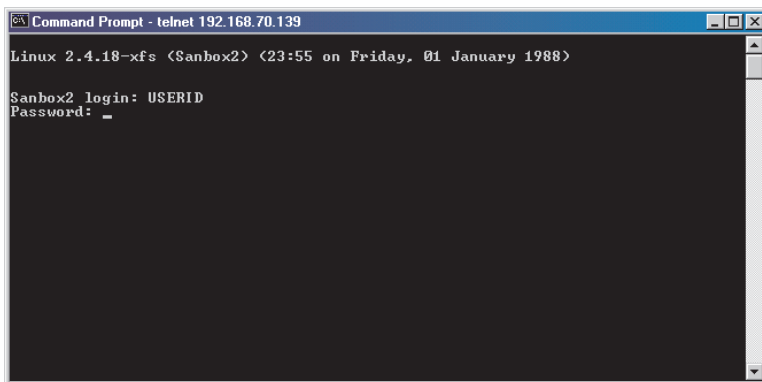 Command Prompt - telnet 192.168.70.139
Linux 2.4.18-xfs (Sanbox2) (23:55 on Friday, 01 January 1988)
Sanbox2 login: USERID
Password: _